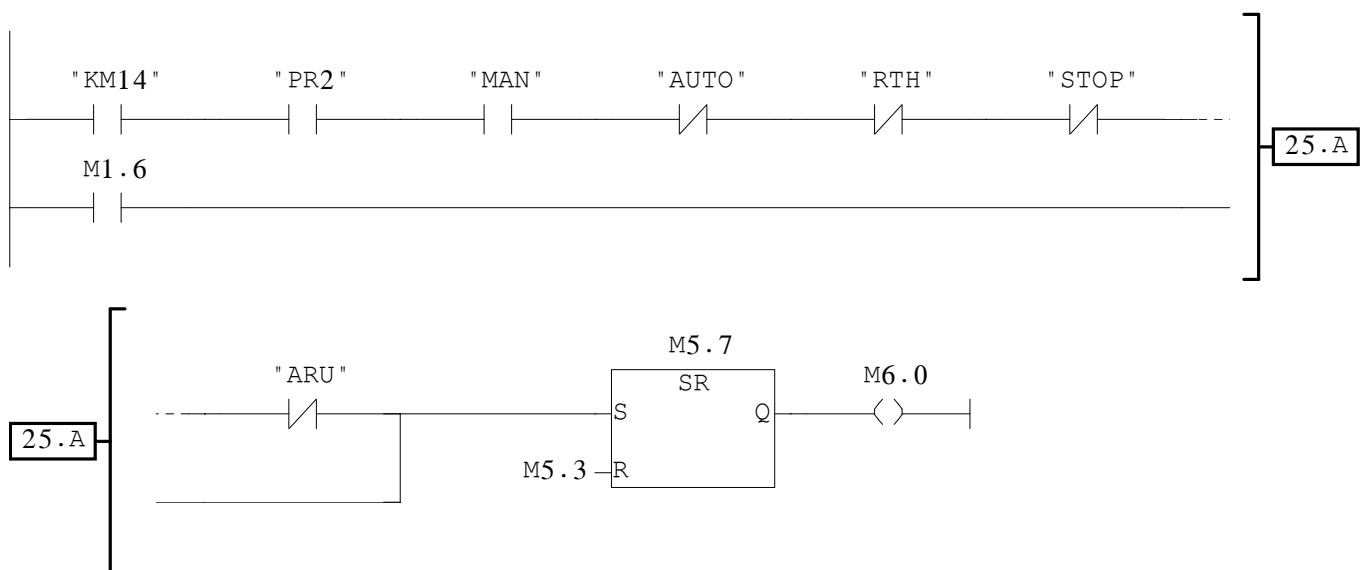 "KM14" "PR2" "MAN" "AUTO" "RTH" "STOP"
25.A
M1.6
M5.7
"ARU" SR M6.0
S Q
25.A
M5.3 R